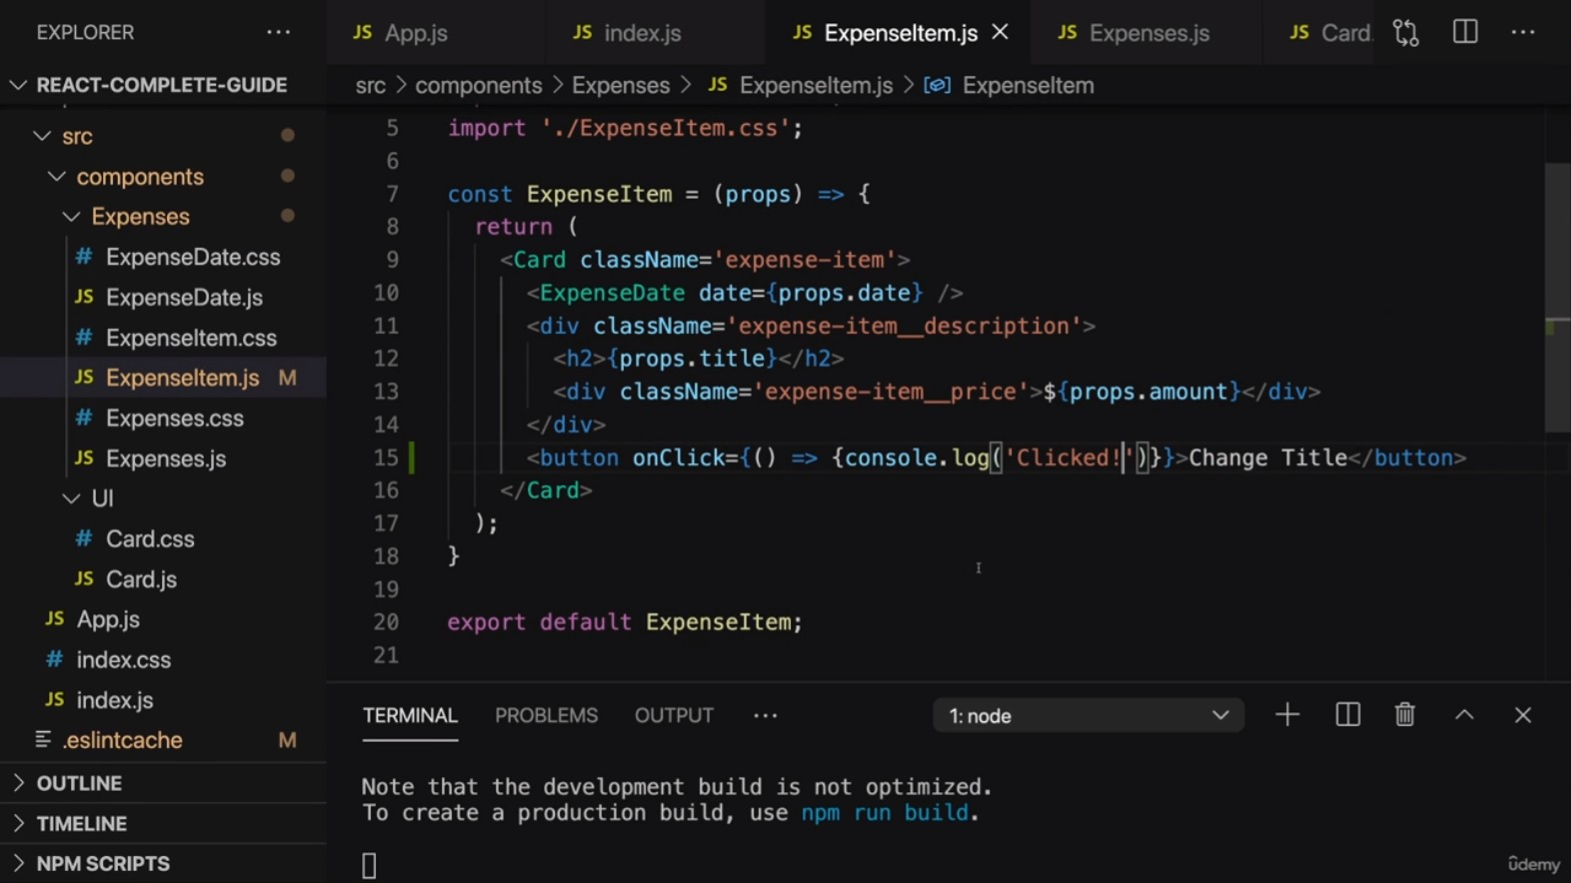 EXPLORER
REACT-COMPLETE-GUIDE
src
components
Expenses
# ExpenseDate.css
JS ExpenseDate.js
# ExpenseItem.css
JS ExpenseItem.js M
# Expenses.css
JS Expenses.js
UI
# Card.css
JS Card.js
JS App.js
# index.css
JS index.js
.eslintcache M
OUTLINE
TIMELINE
NPM SCRIPTS
JS App.js JS index.js JS ExpenseItem.js JS Expenses.js JS Card.
src > components > Expenses > JS ExpenseItem.js > ExpenseItem
5 import './ExpenseItem.css';
6
7 const ExpenseItem = (props) => {
8 return (
9 <Card className='expense-item'>
10 <ExpenseDate date={props.date} />
11 <div className='expense-item__description'>
12 <h2>{props.title}</h2>
13 <div className='expense-item__price'>${props.amount}</div>
14 </div>
15 <button onClick={() => {console.log('Clicked!')}}>Change Title</button>
16 </Card>
17 );
18 }
19
20 export default ExpenseItem;
21
TERMINAL PROBLEMS OUTPUT 1: node
Note that the development build is not optimized.
To create a production build, use npm run build.
ûdemy